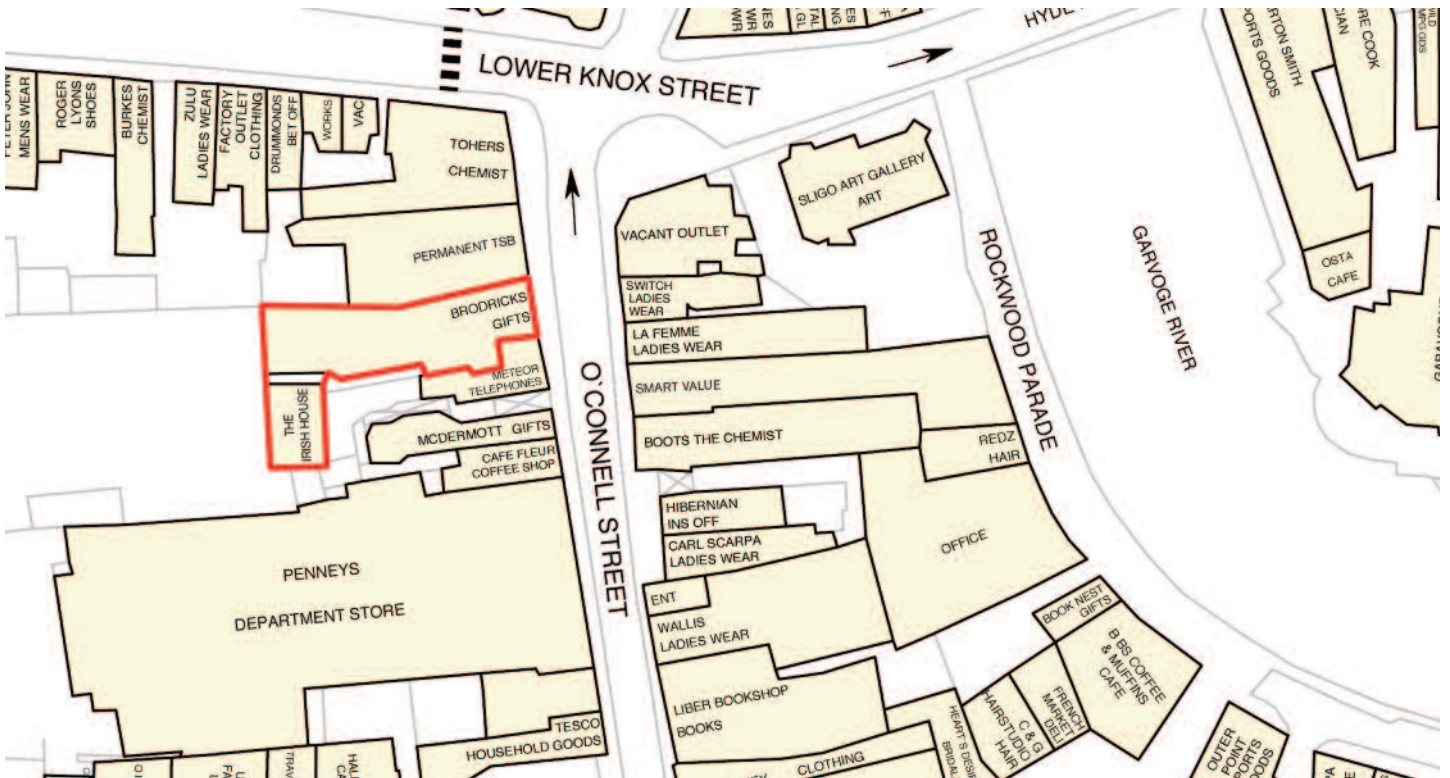 LOWER KNOX STREET
MENS WEAR
ROGER
LYONS
SHOES
BURKES
CHEMIST
ZULU
LADIES WEAR
FACTORY
OUTLET
CLOTHING
DRUMMONDS
BET OFF
WORKS
VAC
TOHERS
CHEMIST
PERMANENT TSB
BRODRICKS
GIFTS
METEOR
TELEPHONES
THE
IRISH HOUSE
MCDERMOTT GIFTS
CAFE FLEUR
COFFEE SHOP
PENNEYS
DEPARTMENT STORE
TESCO
HOUSEHOLD GOODS
O`CONNELL STREET
VACANT OUTLET
SWITCH
LADIES
WEAR
LA FEMME
LADIES WEAR
SMART VALUE
BOOTS THE CHEMIST
REDZ
HAIR
HIBERNIAN
INS OFF
CARL SCARPA
LADIES WEAR
ENT
WALLIS
LADIES WEAR
OFFICE
LIBER BOOKSHOP
BOOKS
CLOTHING
SLIGO ART GALLERY
ART
ROCKWOOD PARADE
GARVOGE RIVER
OSTA
CAFE
BOOK NEST
GIFTS
B BS COFFEE
& MUFFINS
CAFE
FRENCH
MARKET
DELI
C & G
HAIRSTUDIO
HAIR
HEART`S DESIRE
BRIDAL
OUTER
POINT